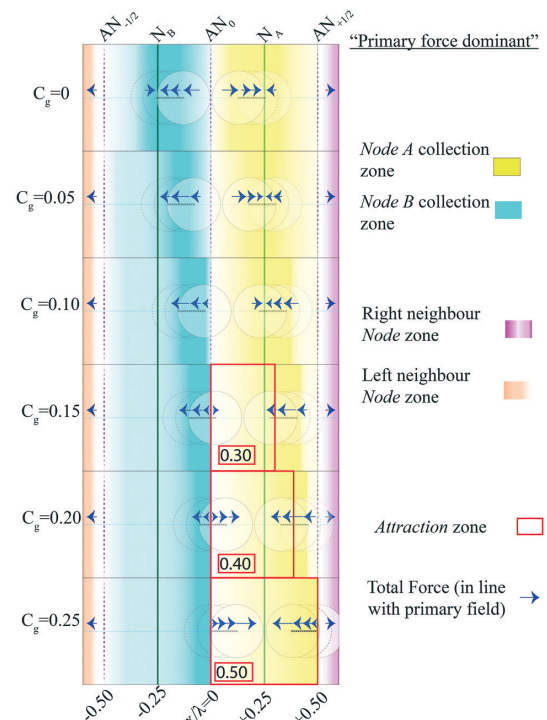 AN-1/2
NB
AN0
NA
AN+1/2
"Primary force dominant"
Cg=0
Cg=0.05
Cg=0.10
Cg=0.15
Cg=0.20
Cg=0.25
0.30
0.40
0.50
-0.50
-0.25
x/λ=0
+0.25
+0.50
Node A collection
zone
Node B collection
zone
Right neighbour
Node zone
Left neighbour
Node zone
Attraction zone
Total Force (in line
with primary field)